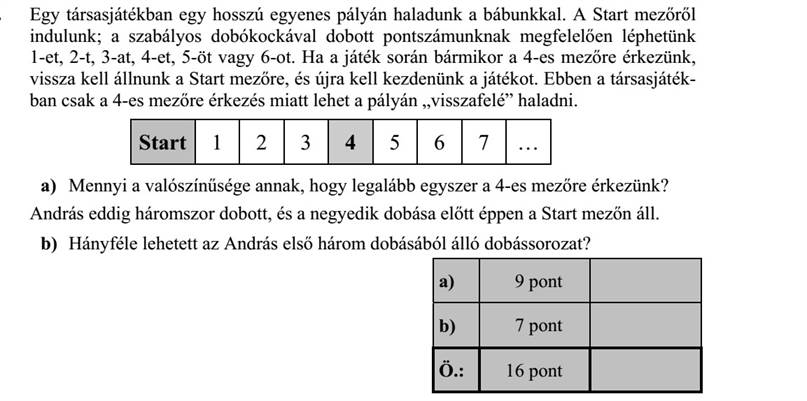 Egy társasjátékban egy hosszú egyenes pályán haladunk a bábunkkal. A Start mezőről
indulunk; a szabályos dobókockával dobott pontszámunknak megfelelően léphetünk
1-et, 2-t, 3-at, 4-et, 5-öt vagy 6-ot. Ha a játék során bármikor a 4-es mezőre érkezünk,
vissza kell állnunk a Start mezőre, és újra kell kezdenünk a játékot. Ebben a társasjáték-
ban csak a 4-es mezőre érkezés miatt lehet a pályán „visszafelé” haladni.
Start 1 2 3 4 5 6 7 …
a) Mennyi a valószínűsége annak, hogy legalább egyszer a 4-es mezőre érkezünk?
András eddig háromszor dobott, és a negyedik dobása előtt éppen a Start mezőn áll.
b) Hányféle lehetett az András első három dobásából álló dobássorozat?
a) 9 pont
b) 7 pont
Ö.: 16 pont